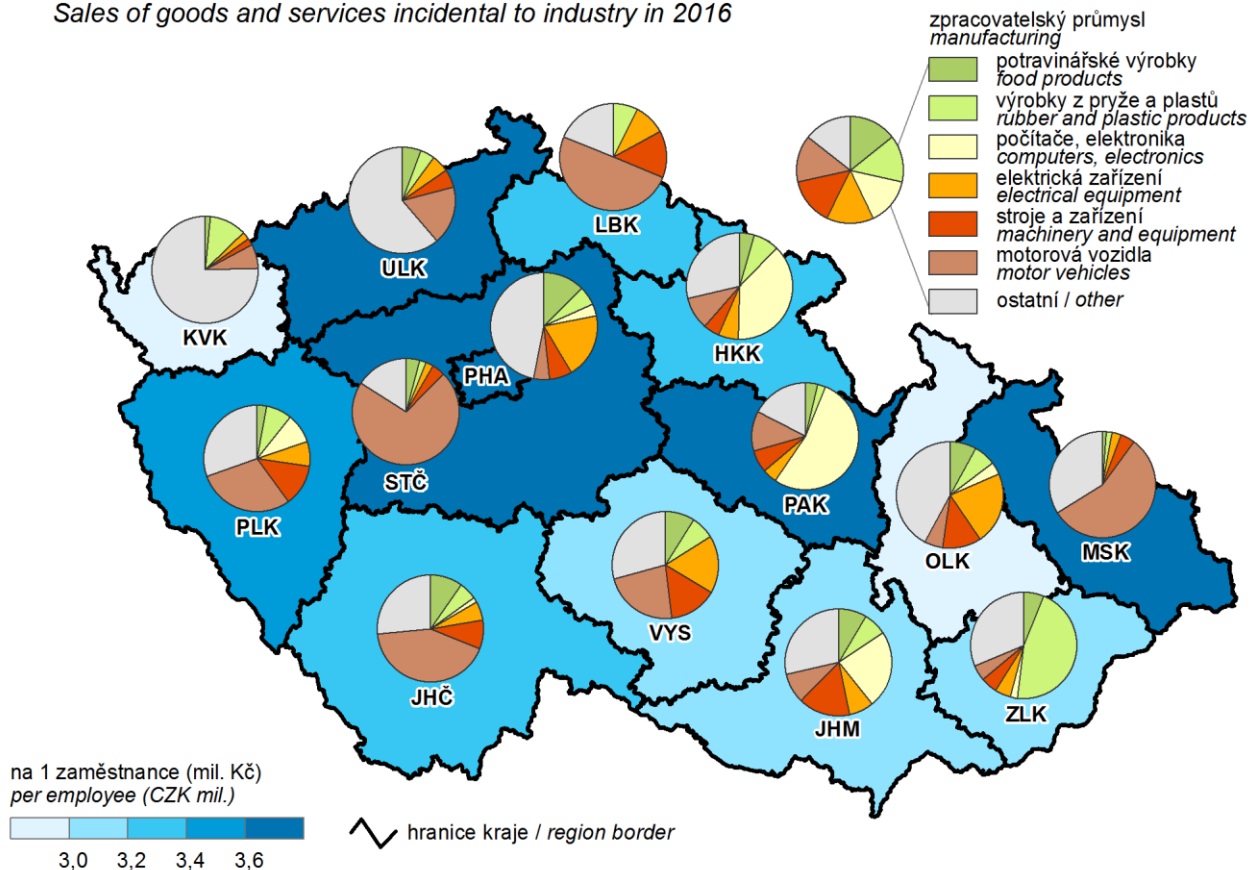 Sales of goods and services incidental to industry in 2016
zpracovatelský průmysl
manufacturing
potravinářské výrobky
food products
výrobky z pryže a plastů
rubber and plastic products
počítače, elektronika
computers, electronics
elektrická zařízení
electrical equipment
stroje a zařízení
machinery and equipment
motorová vozidla
motor vehicles
ostatní / other
LBK
ULK
KVK
HKK
PHA
STČ
PLK
PAK
OLK
MSK
VYS
JHČ
JHM
ZLK
na 1 zaměstnance (mil. Kč)
per employee (CZK mil.)
3,0 3,2 3,4 3,6
hranice kraje / region border